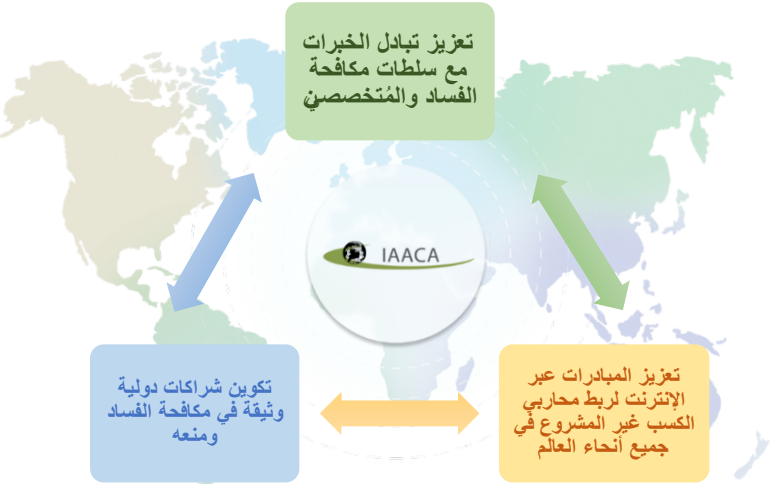 تعزيز تبادل الخبرات
مع سلطات مكافحة
الفساد والمُتخصصين
IAACA
تعزيز المبادرات عبر
الإنترنت لربط محاربي
الكسب غير المشروع في
جميع أنحاء العالم
تكوين شراكات دولية
وثيقة في مكافحة الفساد
ومنعه